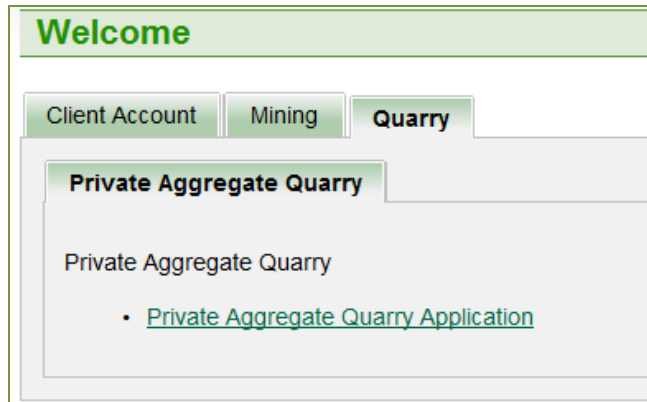 Welcome
Client Account Mining Quarry
Private Aggregate Quarry
Private Aggregate Quarry
• Private Aggregate Quarry Application